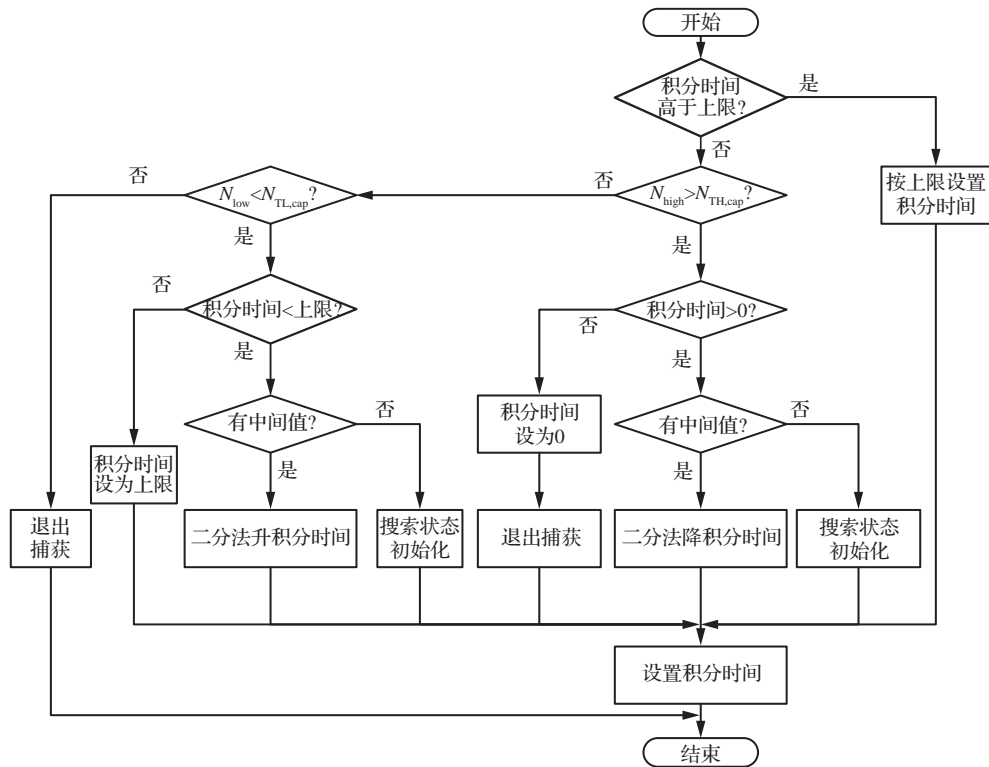 开始
积分时间
高于上限?
是
否
按上限设置
积分时间
N_high>N_TH,cap?
否
N_low<N_TL,cap?
否
是
是
积分时间<上限?
否
积分时间>0?
否
是
是
有中间值?
否
积分时间
设为0
有中间值?
否
积分时间
设为上限
是
是
退出
捕获
二分法升积分时间
搜索状态
初始化
退出捕获
二分法降积分时间
搜索状态
初始化
设置积分时间
结束